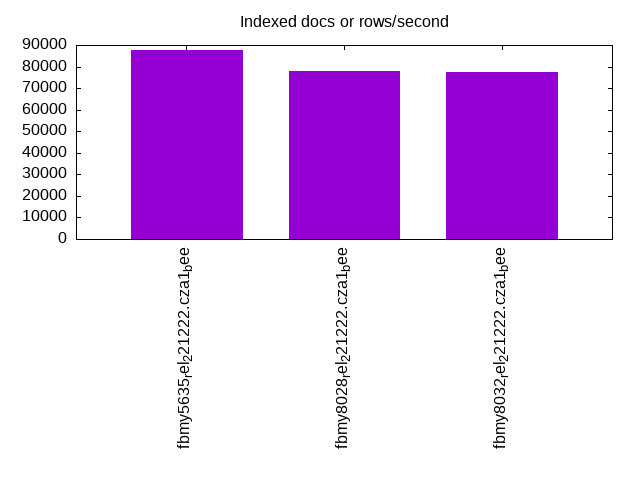 Indexed docs or rows/second
90000
80000
70000
60000
50000
40000
30000
20000
10000
0
fbmy5635rel221222.cza1bee
fbmy8028rel221222.cza1bee
fbmy8032rel221222.cza1bee